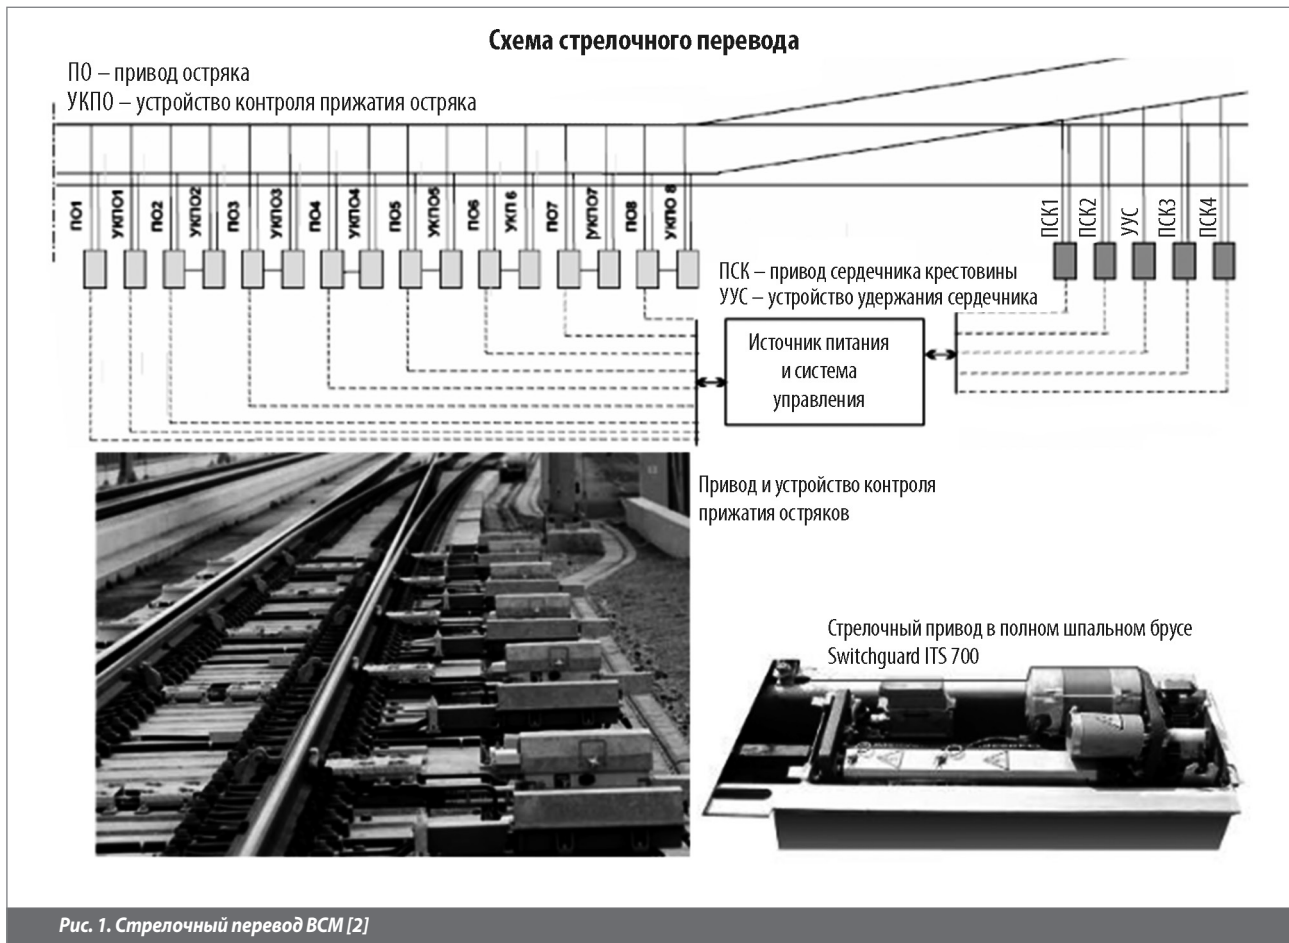 Схема стрелочного перевода
ПО – привод остряка
УКПО – устройство контроля прижатия остряка
ПО1
УКПО1
ПО2
УКПО2
ПО3
УКПО3
ПО4
УКПО4
ПО5
УКПО5
ПО6
УКП 6
ПО7
УКПО7
ПО8
УКПО 8
ПСК1
ПСК2
УУС
ПСК3
ПСК4
ПСК – привод сердечника крестовины
УУС – устройство удержания сердечника
Источник питания
и система
управления
Привод и устройство контроля
прижатия остряков
Стрелочный привод в полном шпальном брусе
Switchguard ITS 700
Рис. 1. Стрелочный перевод ВСМ [2]